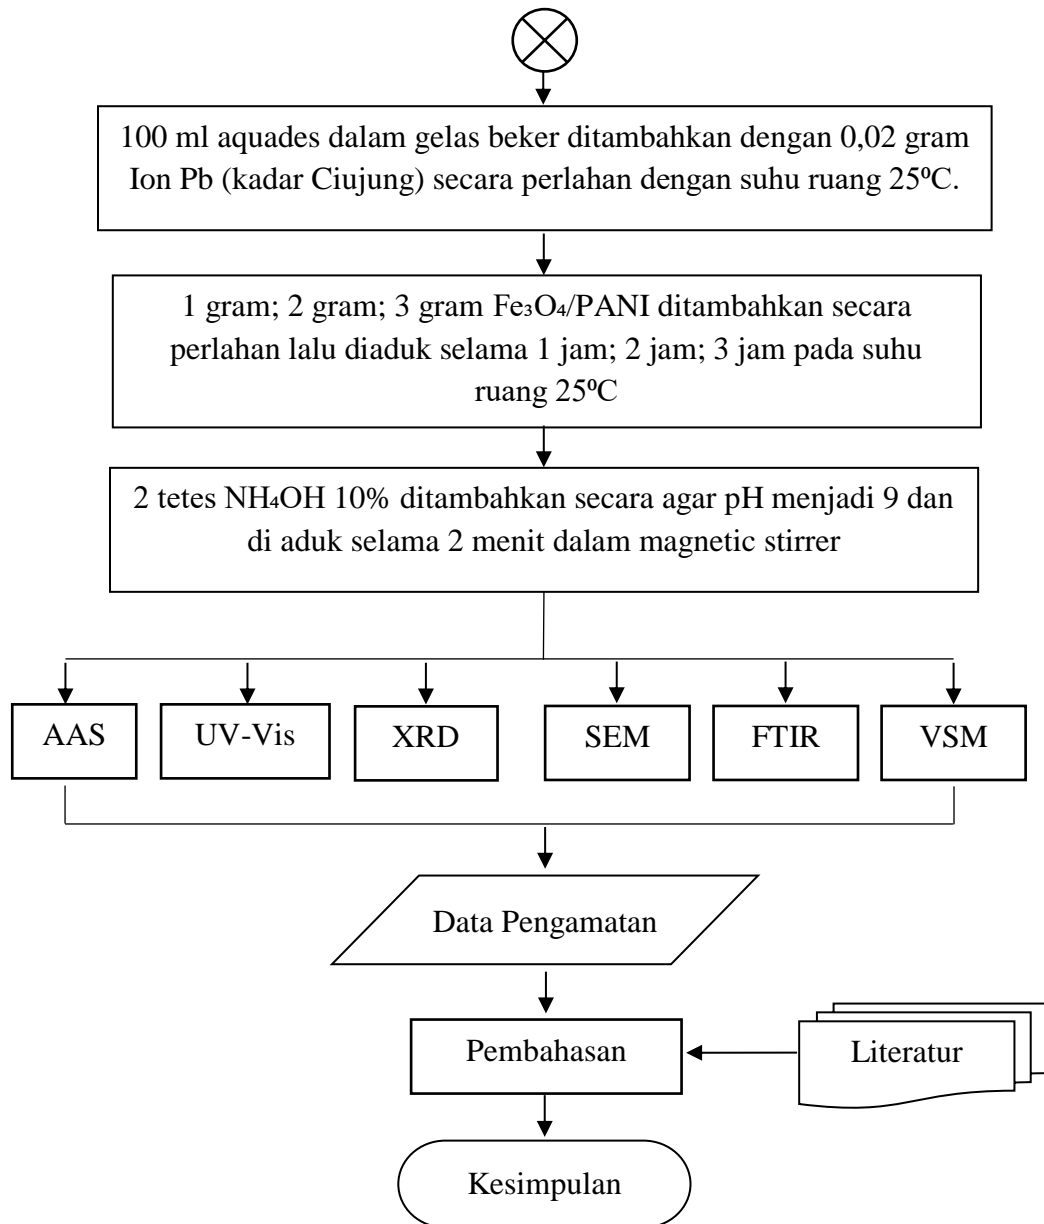 100 ml aquades dalam gelas beker ditambahkan dengan 0,02 gram
Ion Pb (kadar Ciujung) secara perlahan dengan suhu ruang 25⁰C.
1 gram; 2 gram; 3 gram Fe₃O₄/PANI ditambahkan secara
perlahan lalu diaduk selama 1 jam; 2 jam; 3 jam pada suhu
ruang 25⁰C
2 tetes NH₄OH 10% ditambahkan secara agar pH menjadi 9 dan
di aduk selama 2 menit dalam magnetic stirrer
AAS
UV-Vis
XRD
SEM
FTIR
VSM
Data Pengamatan
Pembahasan
Literatur
Kesimpulan